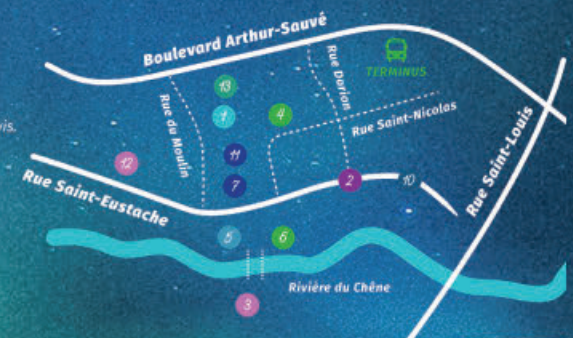 Boulevard Arthur-Sauvé
TERMINUS
Rue Dorion
13
Rue du Moulin
1
4
Rue Saint-Nicolas
vis.
11
12
Rue Saint-Louis
7
2
10
Rue Saint-Eustache
5
6
Rivière du Chêne
3